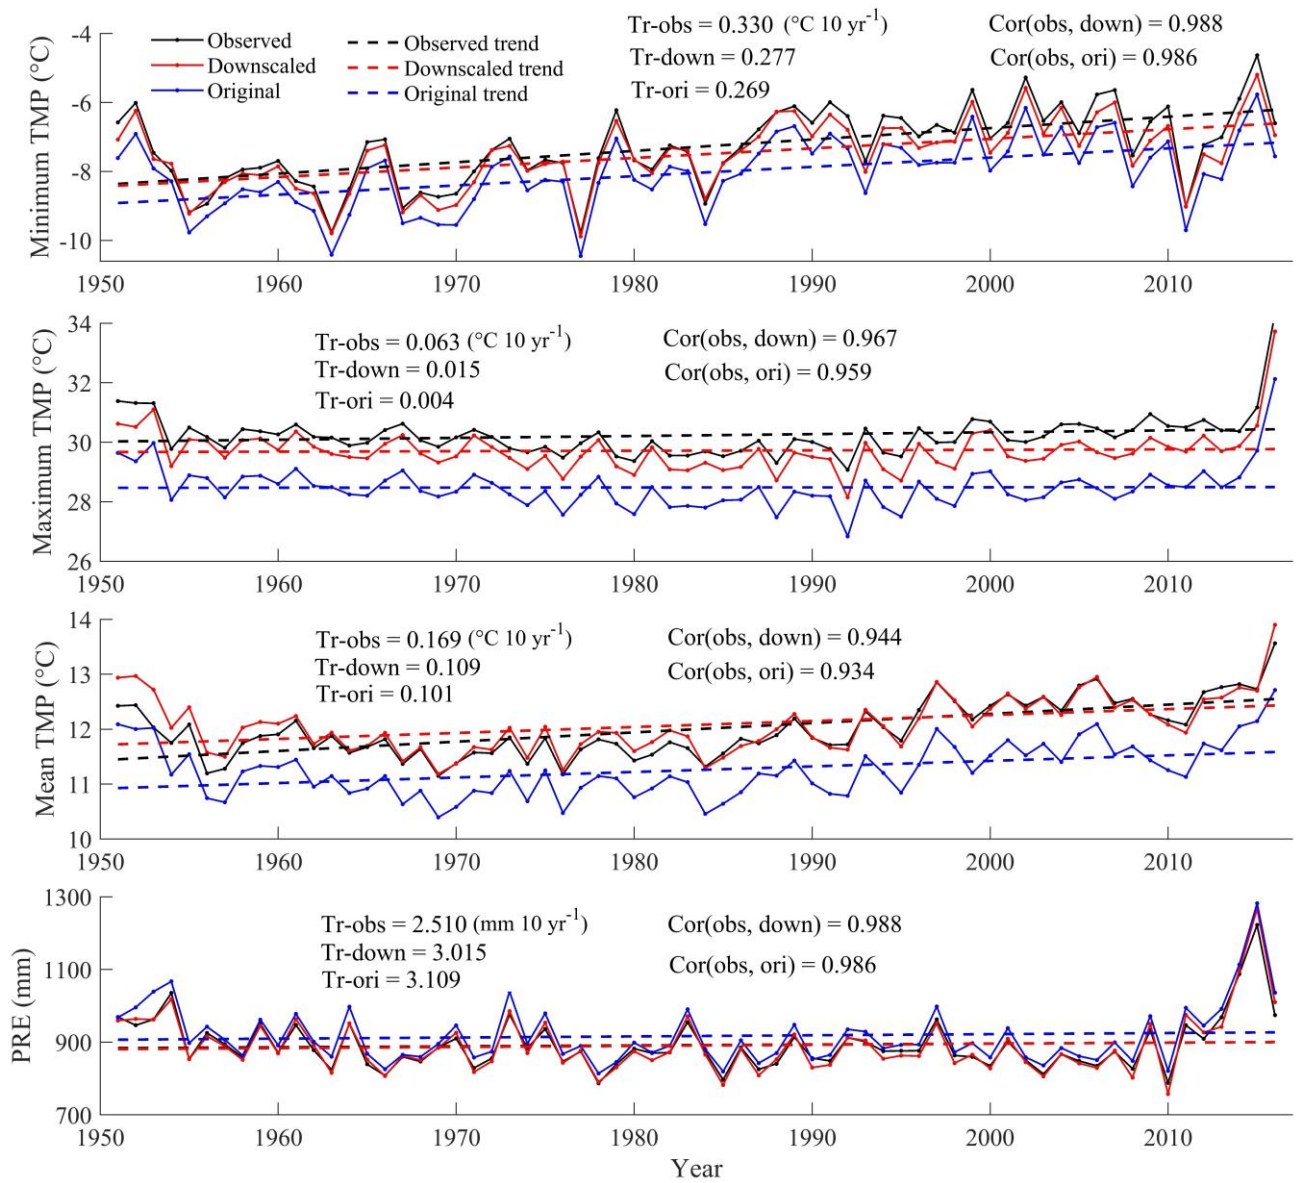 Minimum TMP (°C)
-4
-6
-8
-10
Observed
Downscaled
Original
Observed trend
Downscaled trend
Original trend
Tr-obs = 0.330 (°C 10 yr-1)
Tr-down = 0.277
Tr-ori = 0.269
Cor(obs, down) = 0.988
Cor(obs, ori) = 0.986
1950 1960 1970 1980 1990 2000 2010
Maximum TMP (°C)
34
32
30
28
26
Tr-obs = 0.063 (°C 10 yr-1)
Tr-down = 0.015
Tr-ori = 0.004
Cor(obs, down) = 0.967
Cor(obs, ori) = 0.959
1950 1960 1970 1980 1990 2000 2010
Mean TMP (°C)
14
13
12
11
10
Tr-obs = 0.169 (°C 10 yr-1)
Tr-down = 0.109
Tr-ori = 0.101
Cor(obs, down) = 0.944
Cor(obs, ori) = 0.934
1950 1960 1970 1980 1990 2000 2010
PRE (mm)
1300
1100
900
700
Tr-obs = 2.510 (mm 10 yr-1)
Tr-down = 3.015
Tr-ori = 3.109
Cor(obs, down) = 0.988
Cor(obs, ori) = 0.986
1950 1960 1970 1980 1990 2000 2010
Year